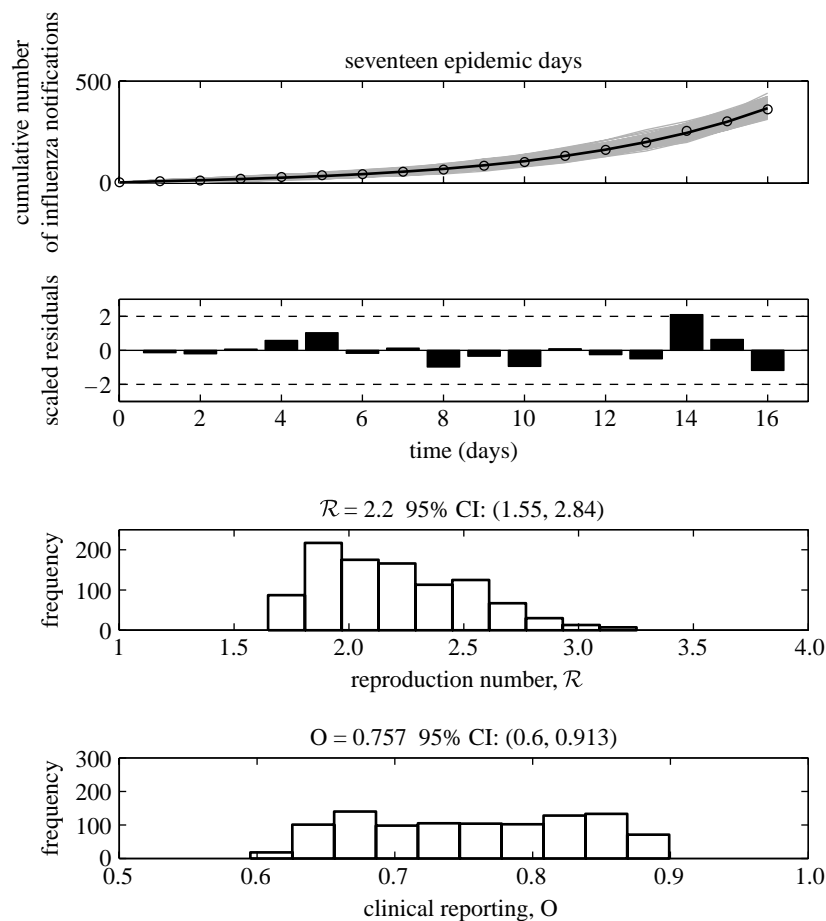 seventeen epidemic days
cumulative number
of influenza notifications
500
0
scaled residuals
2
0
−2
0 2 4 6 8 10 12 14 16
time (days)
R = 2.2 95% CI: (1.55, 2.84)
frequency
200
100
0
1 1.5 2.0 2.5 3.0 3.5 4.0
reproduction number, R
O = 0.757 95% CI: (0.6, 0.913)
frequency
300
200
100
0
0.5 0.6 0.7 0.8 0.9 1.0
clinical reporting, O